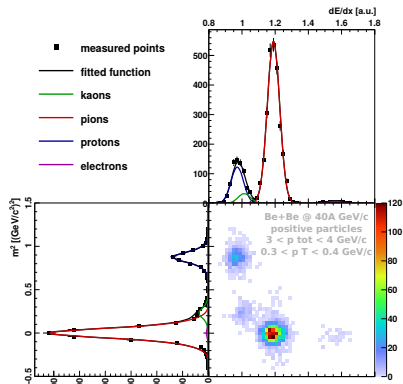 dE/dx [a.u.]
0.8 1 1.2 1.4 1.6 1.8
measured points
fitted function
kaons
pions
protons
electrons
500
400
300
200
100
0
m² [(GeV/c²)²]
1.5
1
0.5
0
-0.5
Be+Be @ 40A GeV/c
positive particles
3 < p tot < 4 GeV/c
0.3 < p T < 0.4 GeV/c
120
100
80
60
40
20
0